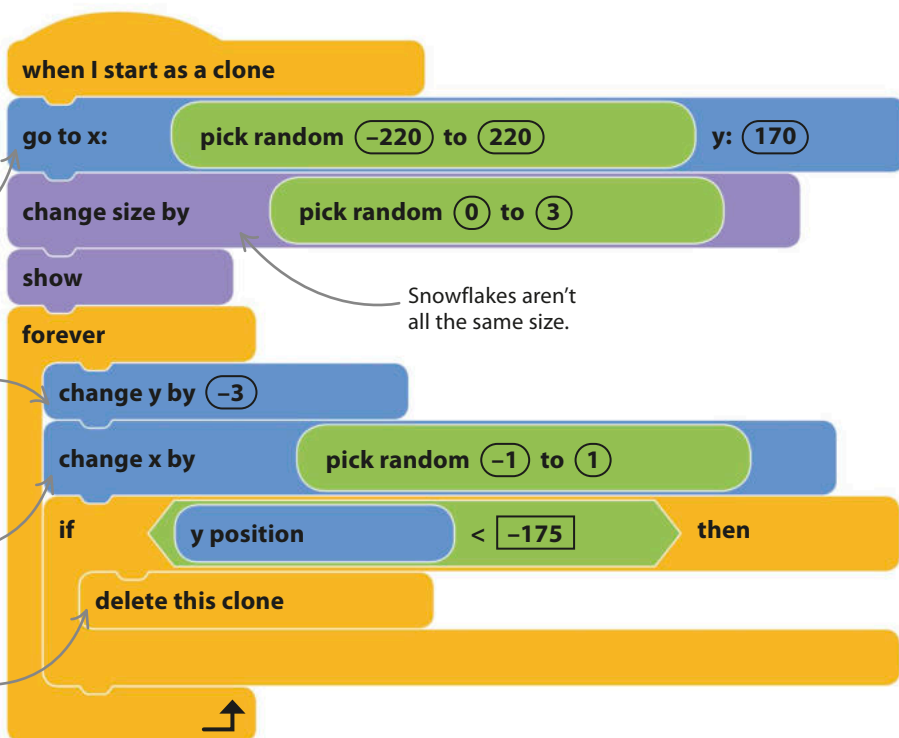 when I start as a clone
go to x: pick random –220 to 220 y: 170
change size by pick random 0 to 3
show
Snowflakes aren't
all the same size.
forever
change y by –3
change x by pick random –1 to 1
if y position < –175 then
delete this clone